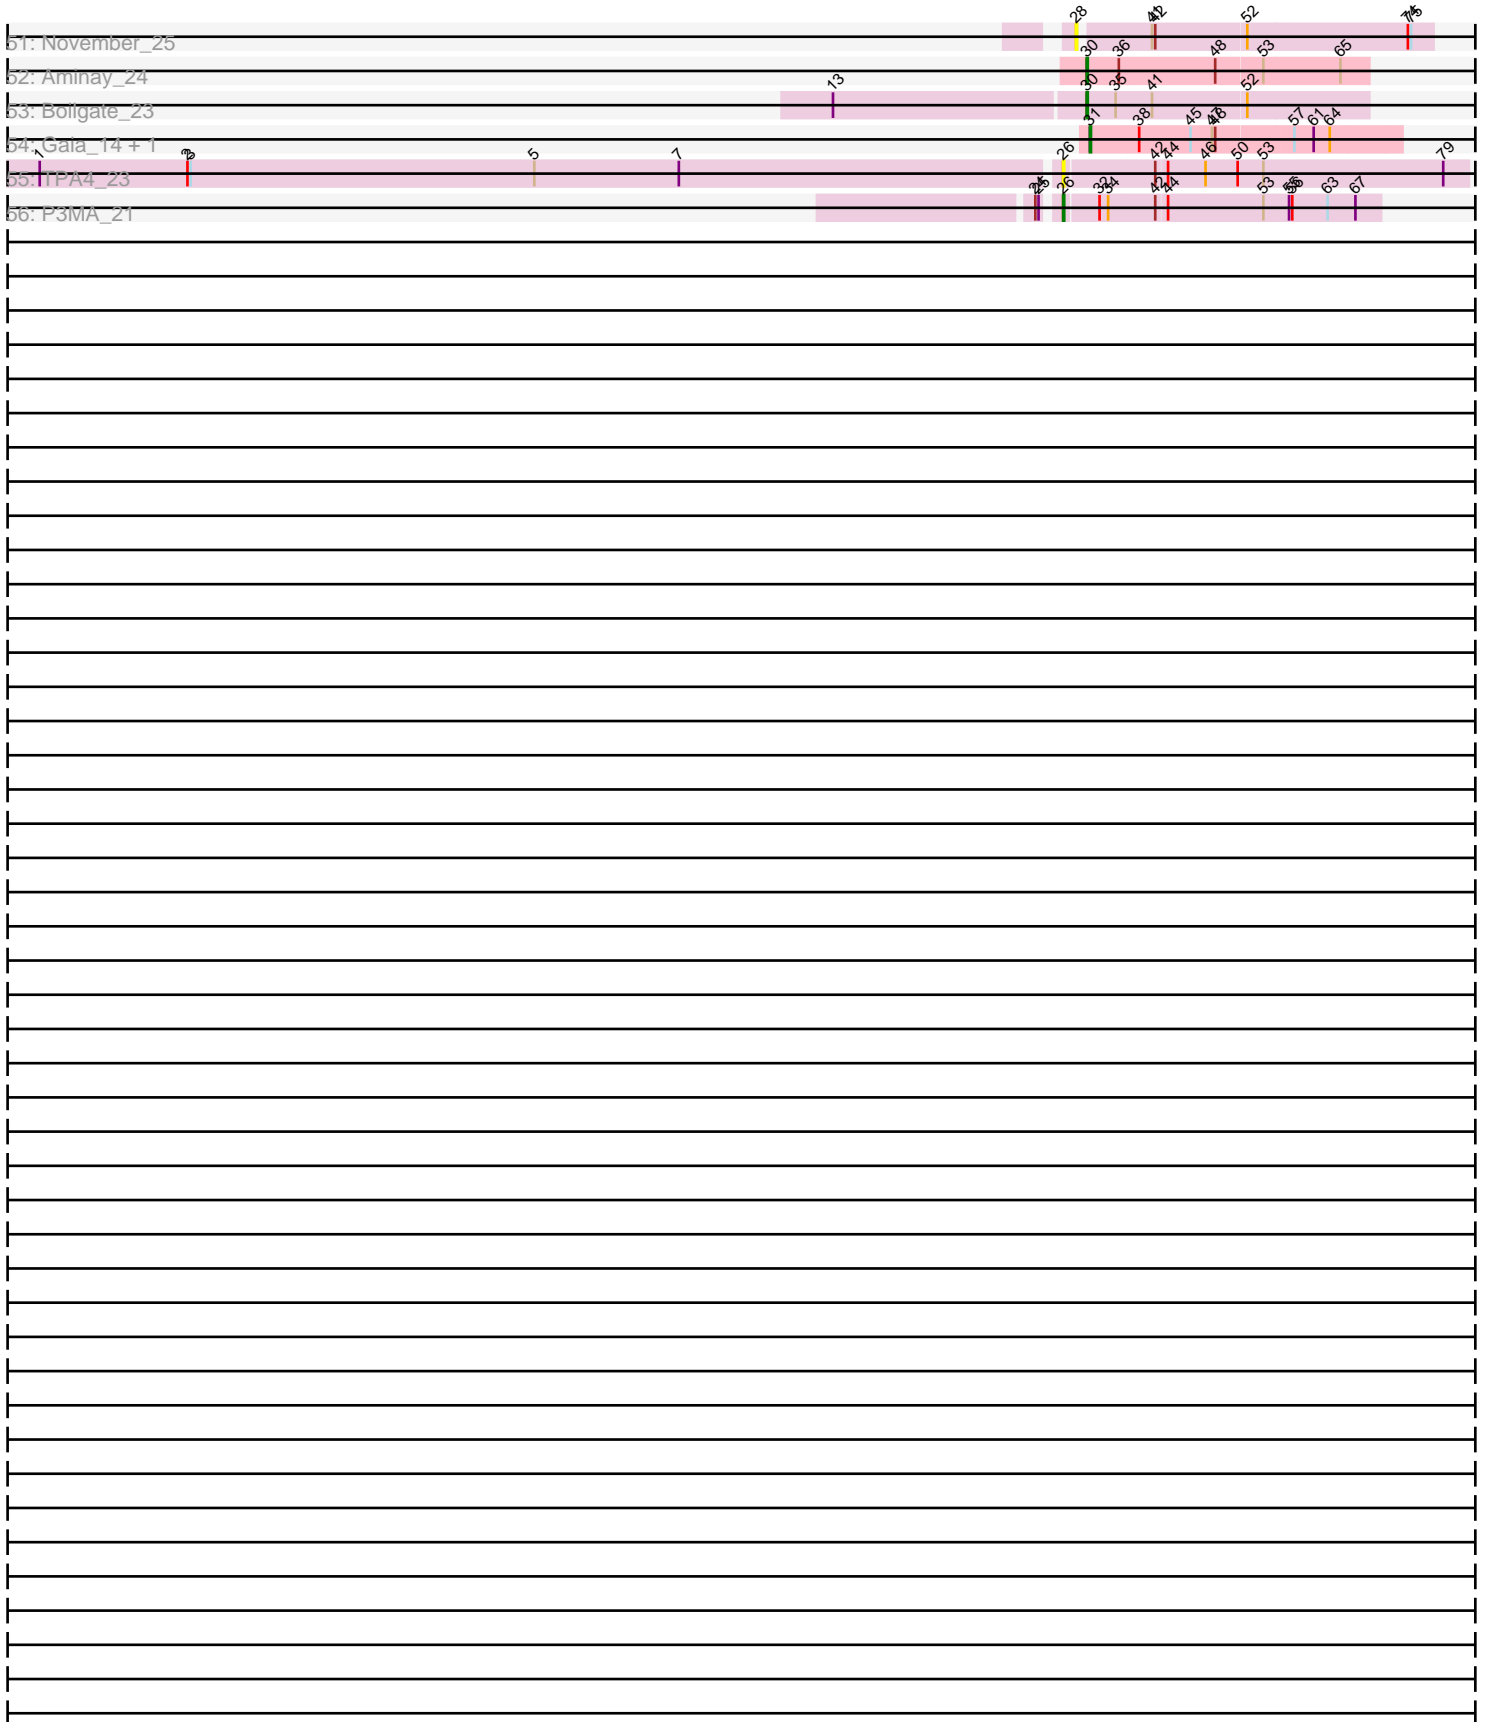 28 41 42 52 74 75
51: November_25
30 36 48 53 65
52: Aminay_24
13 30 35 41 52
53: Boilgate_23
31 38 45 47 48 57 61 64
54: Gaia_14 + 1
1 2 3 5 7 26 42 44 46 50 53 79
55: TPA4_23
24 25 26 32 34 42 44 53 55 56 63 67
56: P3MA_21